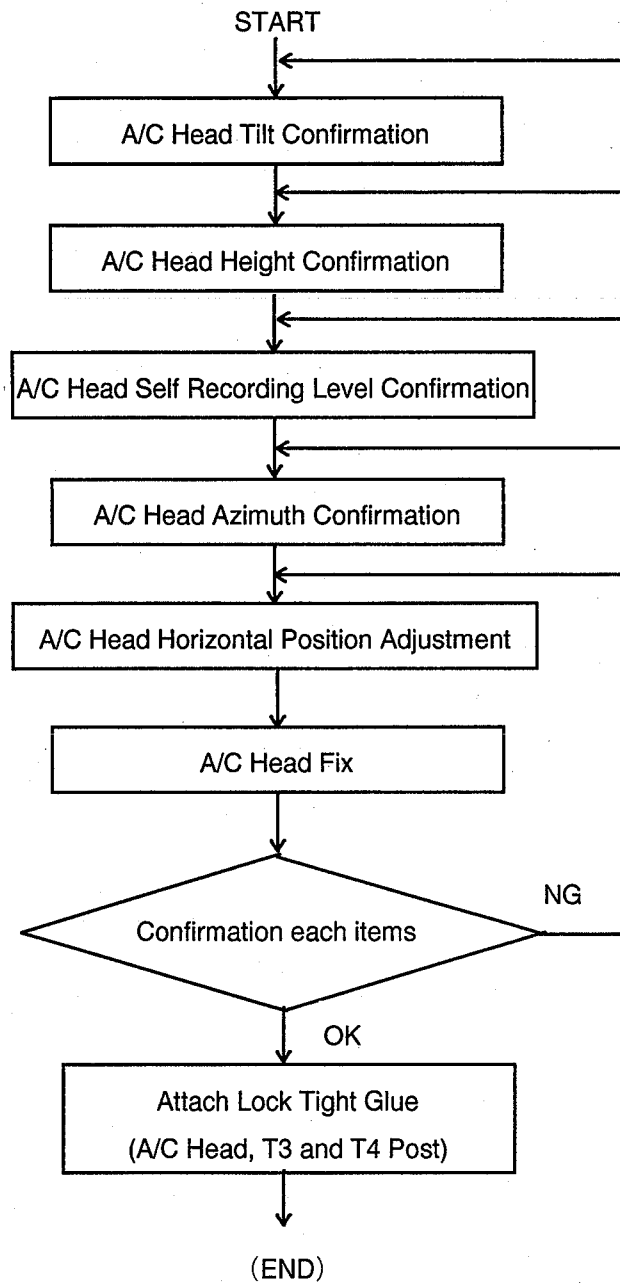 START
A/C Head Tilt Confirmation
A/C Head Height Confirmation
A/C Head Self Recording Level Confirmation
A/C Head Azimuth Confirmation
A/C Head Horizontal Position Adjustment
A/C Head Fix
Confirmation each items
NG
OK
Attach Lock Tight Glue
(A/C Head, T3 and T4 Post)
(END)